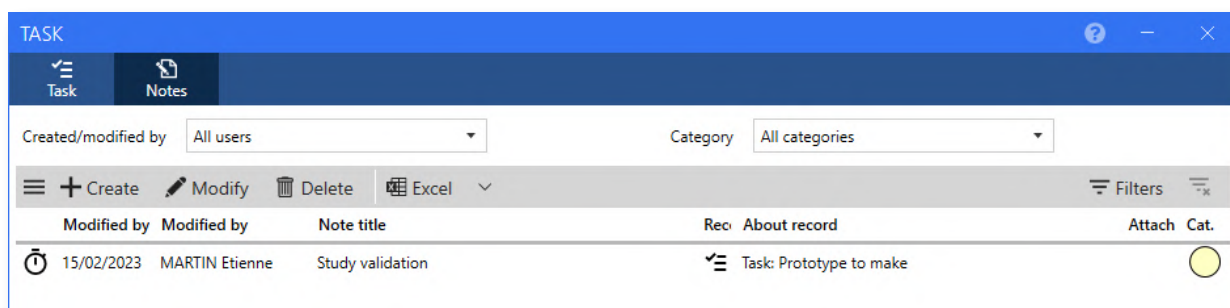 TASK
Task Notes
Created/modified by All users Category All categories
Create Modify Delete Excel Filters
Modified by Modified by Note title Rec About record Attach Cat.
15/02/2023 MARTIN Etienne Study validation Task: Prototype to make